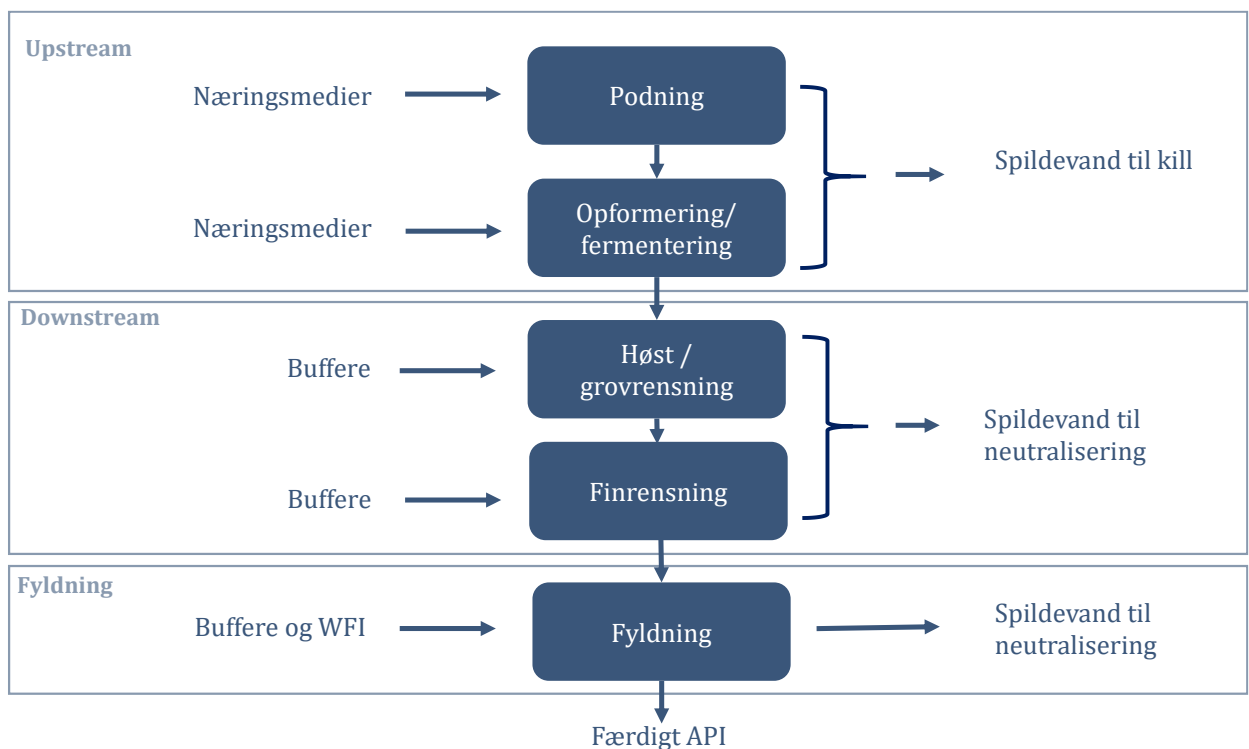 Upstream
Næringsmedier
Podning
Spildevand til kill
Næringsmedier
Opformering/
fermentering
Downstream
Buffere
Høst /
grovrensning
Spildevand til
neutralisering
Buffere
Finrensning
Fyldning
Buffere og WFI
Fyldning
Spildevand til
neutralisering
Færdigt API